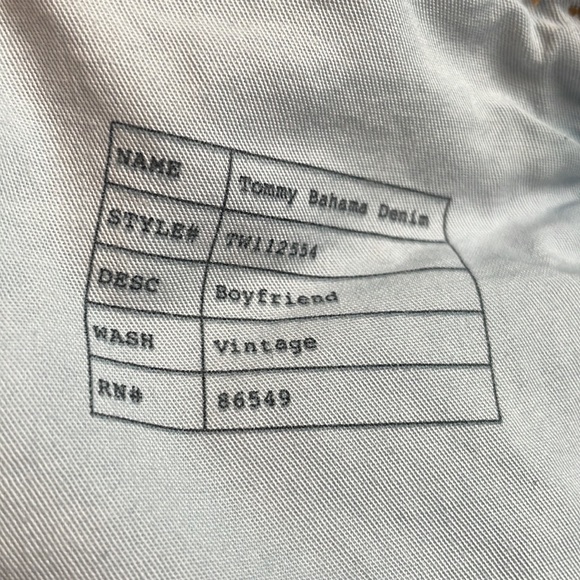 NAME Tommy Bahama Denim
STYLE# TW112554
DESC Boyfriend
WASH Vintage
RN# 86549